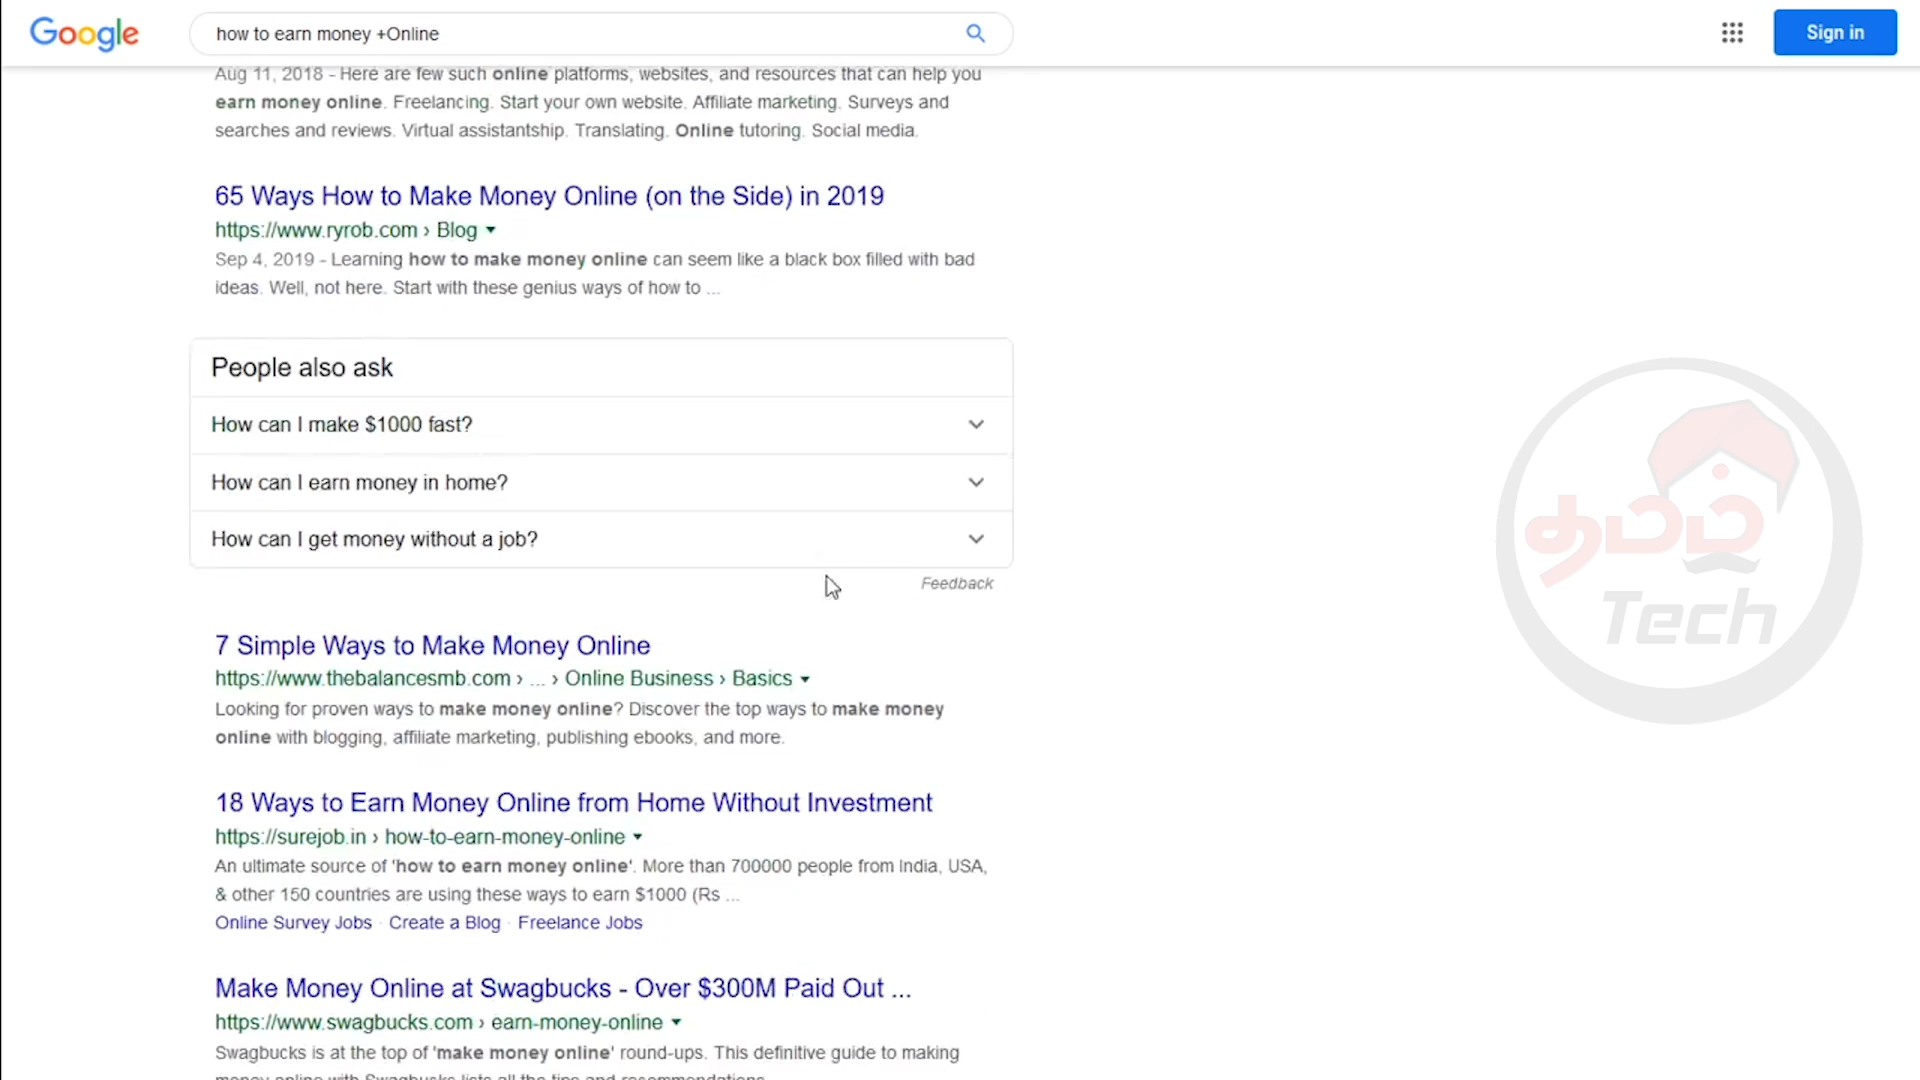 Google
how to earn money +Online
Sign in
Aug 11, 2018 - Here are few such online platforms, websites, and resources that can help you
earn money online. Freelancing. Start your own website. Affiliate marketing. Surveys and
searches and reviews. Virtual assistantship. Translating. Online tutoring. Social media.
65 Ways How to Make Money Online (on the Side) in 2019
https://www.ryrob.com › Blog
Sep 4, 2019 - Learning how to make money online can seem like a black box filled with bad
ideas. Well, not here. Start with these genius ways of how to ...
People also ask
How can I make $1000 fast?
How can I earn money in home?
How can I get money without a job?
Feedback
தமிழ்
Tech
7 Simple Ways to Make Money Online
https://www.thebalancesmb.com › ... › Online Business › Basics
Looking for proven ways to make money online? Discover the top ways to make money
online with blogging, affiliate marketing, publishing ebooks, and more.
18 Ways to Earn Money Online from Home Without Investment
https://surejob.in › how-to-earn-money-online
An ultimate source of 'how to earn money online'. More than 700000 people from India, USA,
& other 150 countries are using these ways to earn $1000 (Rs ...
Online Survey Jobs · Create a Blog · Freelance Jobs
Make Money Online at Swagbucks - Over $300M Paid Out ...
https://www.swagbucks.com › earn-money-online
Swagbucks is at the top of 'make money online' round-ups. This definitive guide to making
money online with Swagbucks lists all the tips and recommendations.